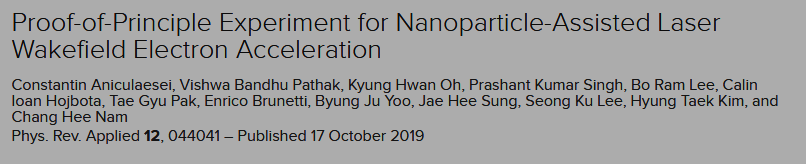 Proof-of-Principle Experiment for Nanoparticle-Assisted Laser
Wakefield Electron Acceleration
Constantin Aniculaesei, Vishwa Bandhu Pathak, Kyung Hwan Oh, Prashant Kumar Singh, Bo Ram Lee, Calin
Ioan Hojbota, Tae Gyu Pak, Enrico Brunetti, Byung Ju Yoo, Jae Hee Sung, Seong Ku Lee, Hyung Taek Kim, and
Chang Hee Nam
Phys. Rev. Applied 12, 044041 – Published 17 October 2019